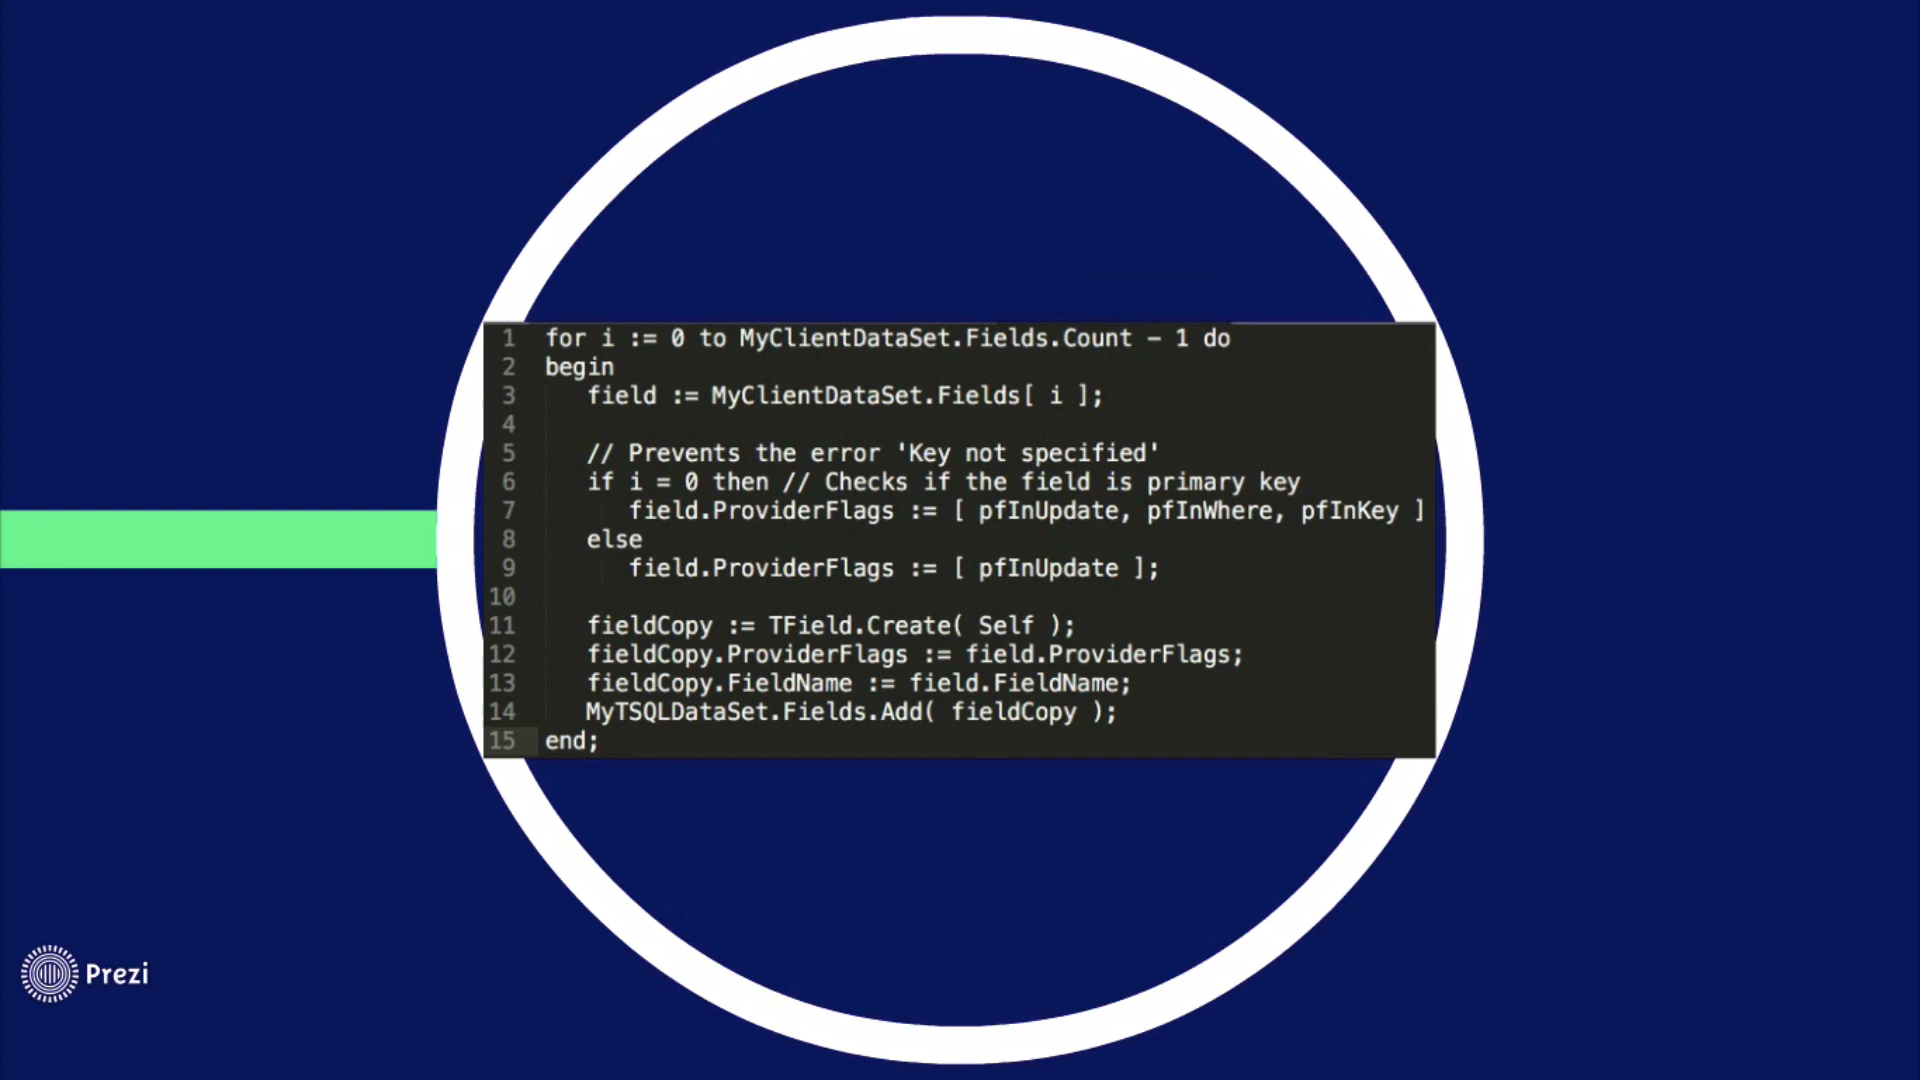 1 for i := 0 to MyClientDataSet.Fields.Count - 1 do
2 begin
3 field := MyClientDataSet.Fields[ i ];
4
5 // Prevents the error 'Key not specified'
6 if i = 0 then // Checks if the field is primary key
7 field.ProviderFlags := [ pfInUpdate, pfInWhere, pfInKey ]
8 else
9 field.ProviderFlags := [ pfInUpdate ];
10
11 fieldCopy := TField.Create( Self );
12 fieldCopy.ProviderFlags := field.ProviderFlags;
13 fieldCopy.FieldName := field.FieldName;
14 MyTSQLDataSet.Fields.Add( fieldCopy );
15 end;
Prezi